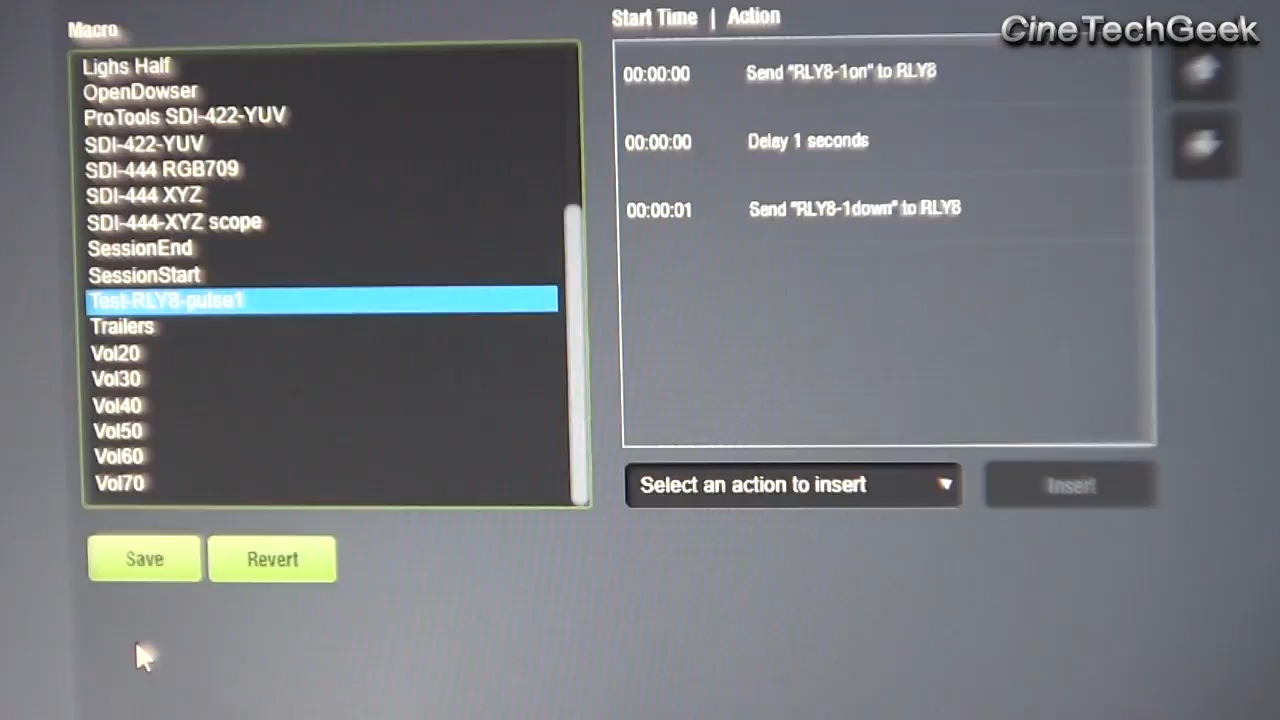 CineTechGeek
Macro
Lighs Half
OpenDowser
ProTools SDI-422-YUV
SDI-422-YUV
SDI-444 RGB709
SDI-444 XYZ
SDI-444-XYZ scope
SessionEnd
SessionStart
Test-RLY8-pulse1
Trailers
Vol20
Vol30
Vol40
Vol50
Vol60
Vol70
Save Revert
Start Time | Action
00:00:00 Send "RLY8-1on" to RLY8
00:00:00 Delay 1 seconds
00:00:01 Send "RLY8-1down" to RLY8
Select an action to insert Insert